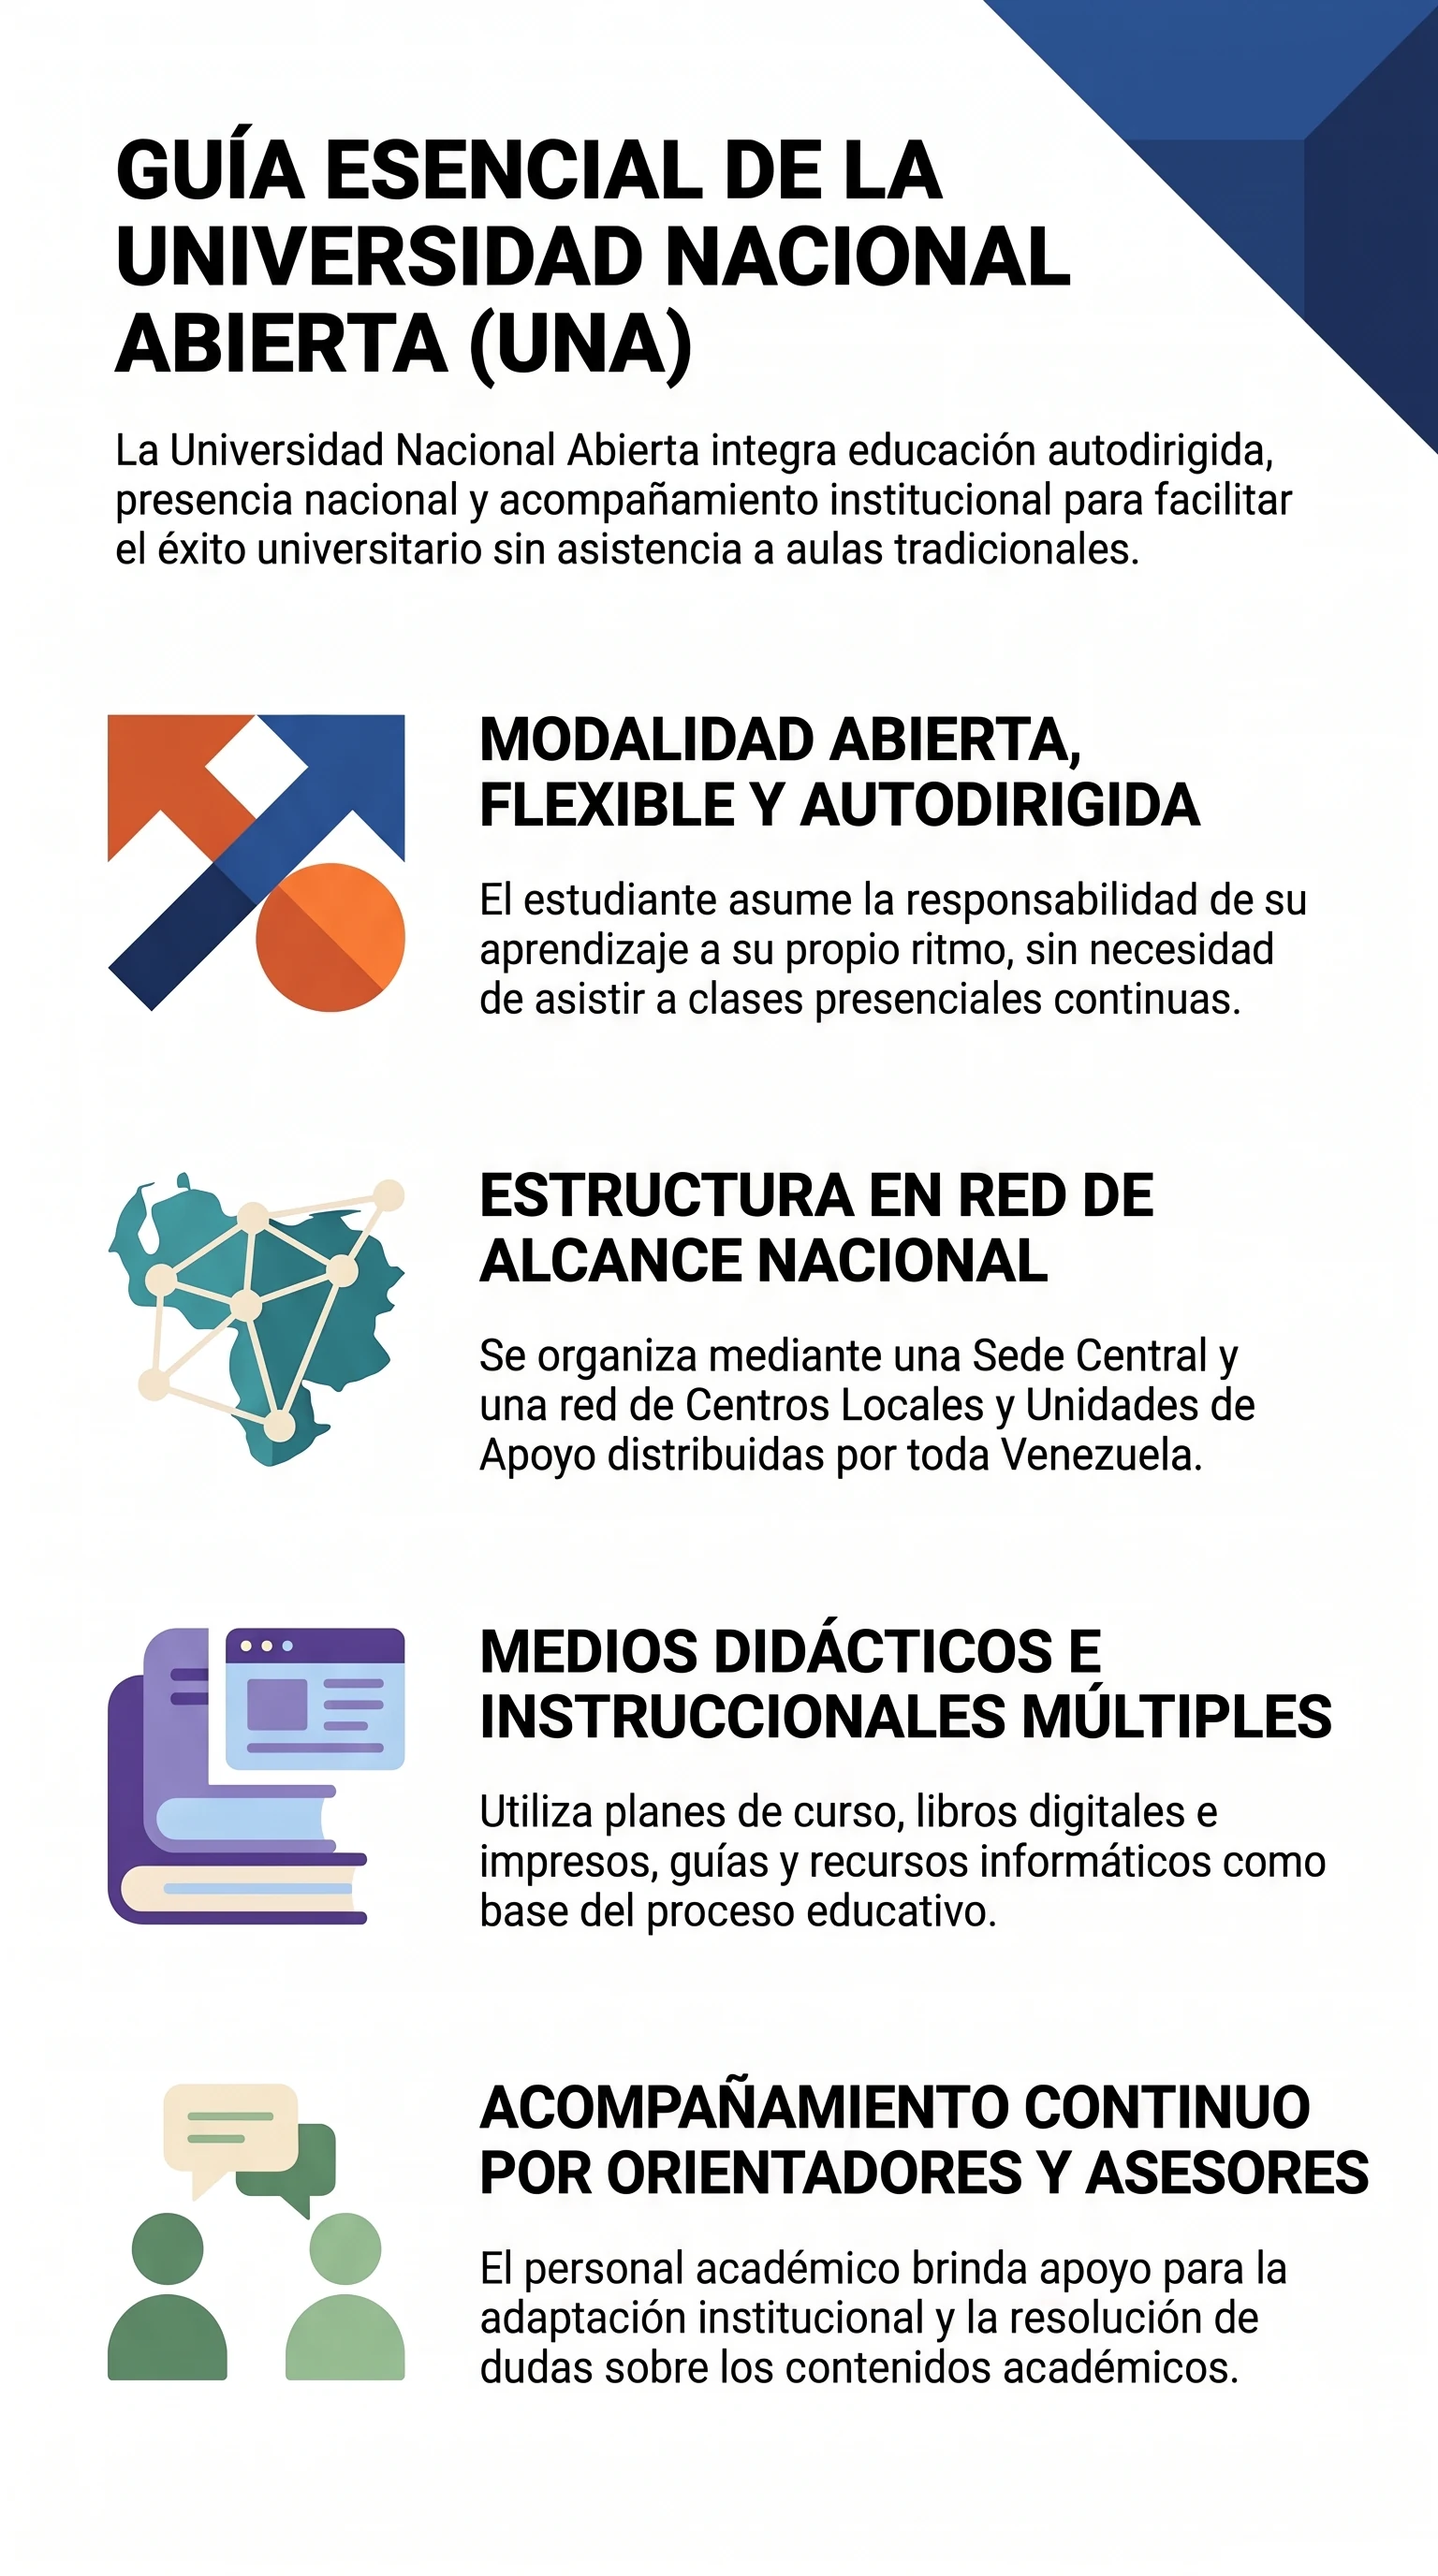 GUÍA ESENCIAL DE LA
UNIVERSIDAD NACIONAL
ABIERTA (UNA)
La Universidad Nacional Abierta integra educación autodirigida,
presencia nacional y acompañamiento institucional para facilitar
el éxito universitario sin asistencia a aulas tradicionales.
MODALIDAD ABIERTA,
FLEXIBLE Y AUTODIRIGIDA
El estudiante asume la responsabilidad de su
aprendizaje a su propio ritmo, sin necesidad
de asistir a clases presenciales continuas.
ESTRUCTURA EN RED DE
ALCANCE NACIONAL
Se organiza mediante una Sede Central y
una red de Centros Locales y Unidades de
Apoyo distribuidas por toda Venezuela.
MEDIOS DIDÁCTICOS E
INSTRUCCIONALES MÚLTIPLES
Utiliza planes de curso, libros digitales e
impresos, guías y recursos informáticos como
base del proceso educativo.
ACOMPAÑAMIENTO CONTINUO
POR ORIENTADORES Y ASESORES
El personal académico brinda apoyo para la
adaptación institucional y la resolución de
dudas sobre los contenidos académicos.